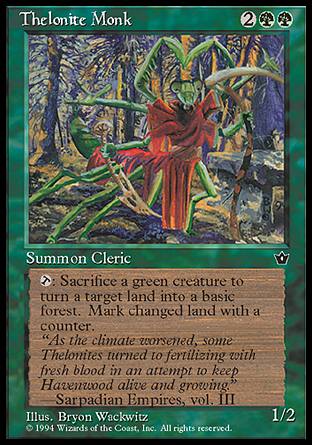 Thelonite Monk 2
Summon Cleric
: Sacrifice a green creature to
turn a target land into a basic
forest. Mark changed land with a
counter.
"As the climate worsened, some
Thelonites turned to fertilizing with
fresh blood in an attempt to keep
Havenwood alive and growing."
Sarpadian Empires, vol. III
Illus. Bryon Wackwitz 1/2
© 1994 Wizards of the Coast, Inc. All rights reserved.